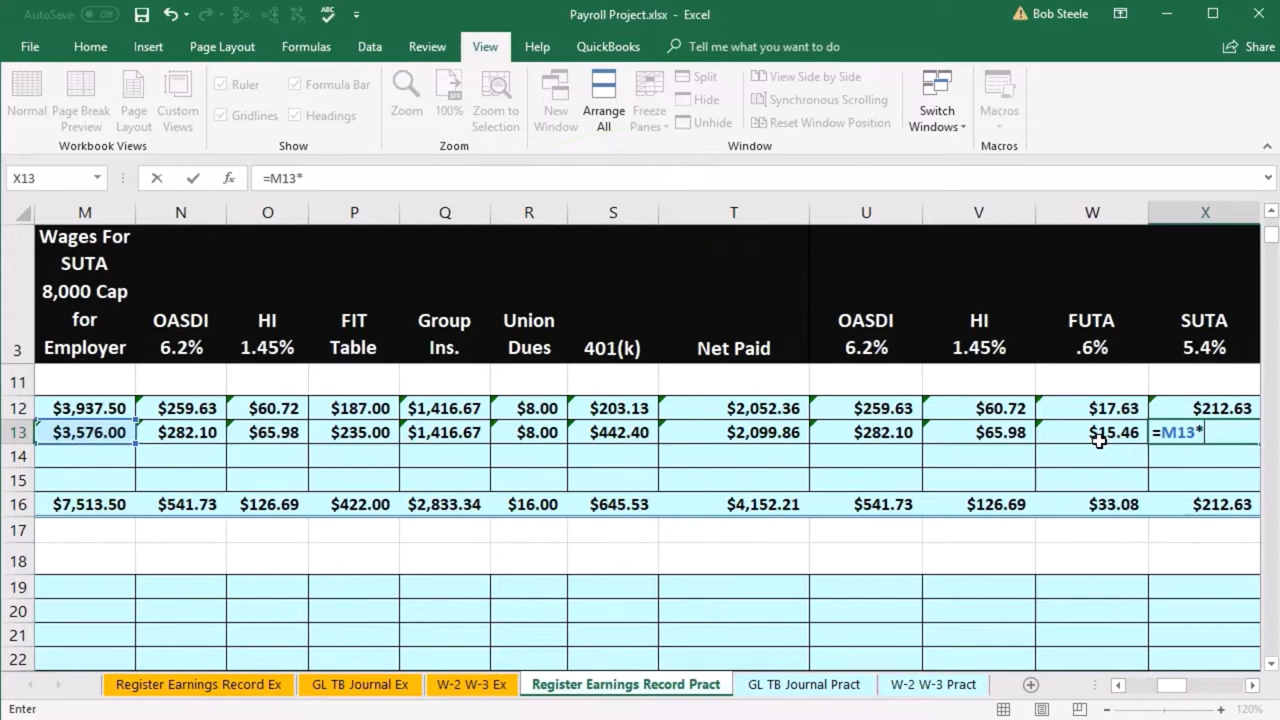 AutoSave Off
ABC
Payroll Project.xlsx - Excel
Bob Steele
File Home Insert Page Layout Formulas Data Review View Help QuickBooks Tell me what you want to do Share
Normal
Page Break Preview
Page Layout
Custom Views
Workbook Views
Ruler
Formula Bar
Gridlines
Headings
Show
Zoom
100%
Zoom to Selection
Zoom
New Window
Arrange All
Freeze Panes
Split
Hide
Unhide
View Side by Side
Synchronous Scrolling
Reset Window Position
Switch Windows
Window
Macros
Macros
X13 fx =M13*
M N O P Q R S T U V W X
3
Wages For
SUTA
8,000 Cap
for
Employer
OASDI
6.2%
HI
1.45%
FIT
Table
Group
Ins.
Union
Dues
401(k)
Net Paid
OASDI
6.2%
HI
1.45%
FUTA
.6%
SUTA
5.4%
11
12 $3,937.50 $259.63 $60.72 $187.00 $1,416.67 $8.00 $203.13 $2,052.36 $259.63 $60.72 $17.63 $212.63
13 $3,576.00 $282.10 $65.98 $235.00 $1,416.67 $8.00 $442.40 $2,099.86 $282.10 $65.98 $15.46 =M13*
14
15
16 $7,513.50 $541.73 $126.69 $422.00 $2,833.34 $16.00 $645.53 $4,152.21 $541.73 $126.69 $33.08 $212.63
17
18
19
20
21
22
Register Earnings Record Ex GL TB Journal Ex W-2 W-3 Ex Register Earnings Record Pract GL TB Journal Pract W-2 W-3 Pract
Enter
120%